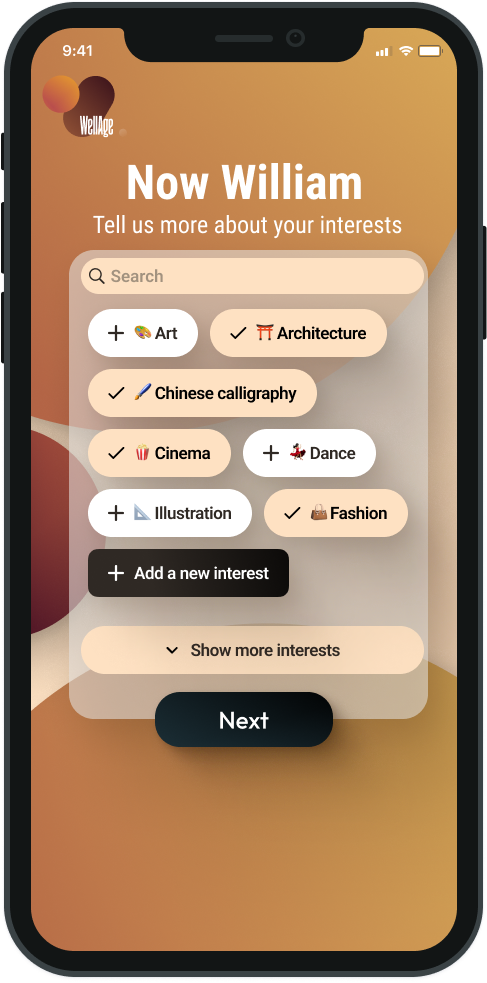 9:41
WellAge
Now William
Tell us more about your interests
Search
Art
Architecture
Chinese calligraphy
Cinema
Dance
Illustration
Fashion
Add a new interest
Show more interests
Next